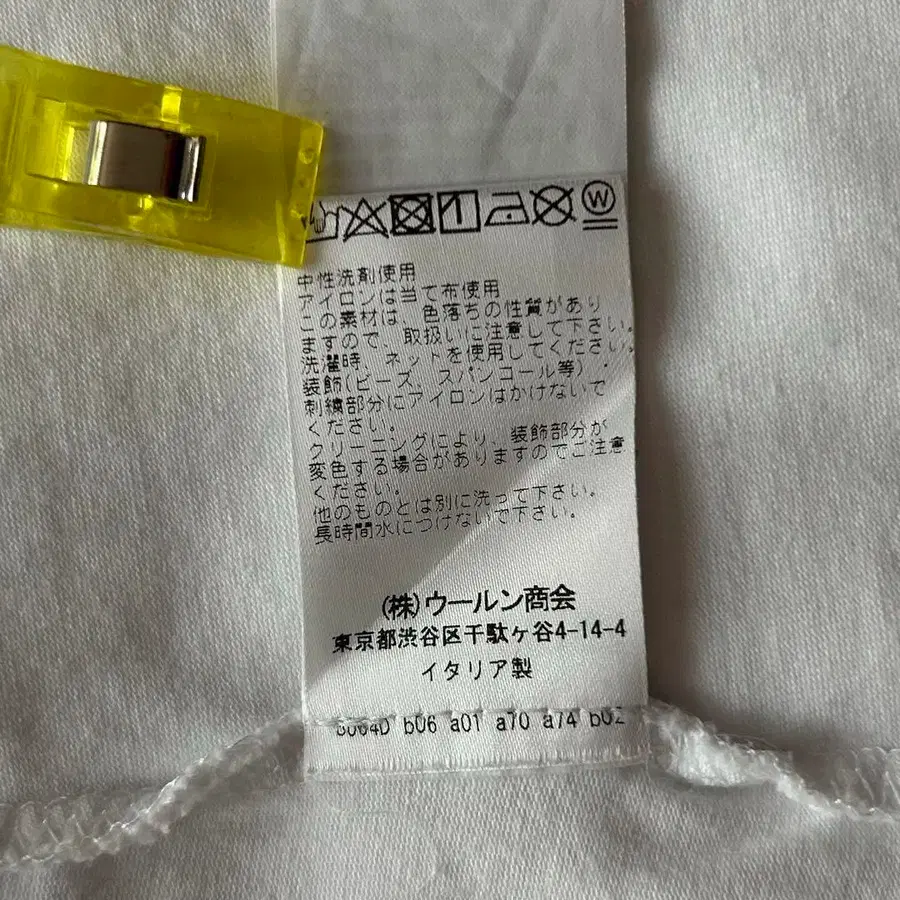 W
中性洗剤使用
アイロンは当て布使用
この素材は、色落ちの性質があり
ますので、取扱いに注意して下さい。
洗濯時、ネットを使用してください。
装飾(ビーズ、スパンコール等)・
刺繍部分にアイロンはかけないで
ください。
クリーニングにより、装飾部分が
変色する場合がありますのでご注意
ください。
他のものとは別に洗って下さい。
長時間水につけないで下さい。
(株)ウールン商会
東京都渋谷区千駄ヶ谷4-14-4
イタリア製
b06 a01 a70 a74 b02